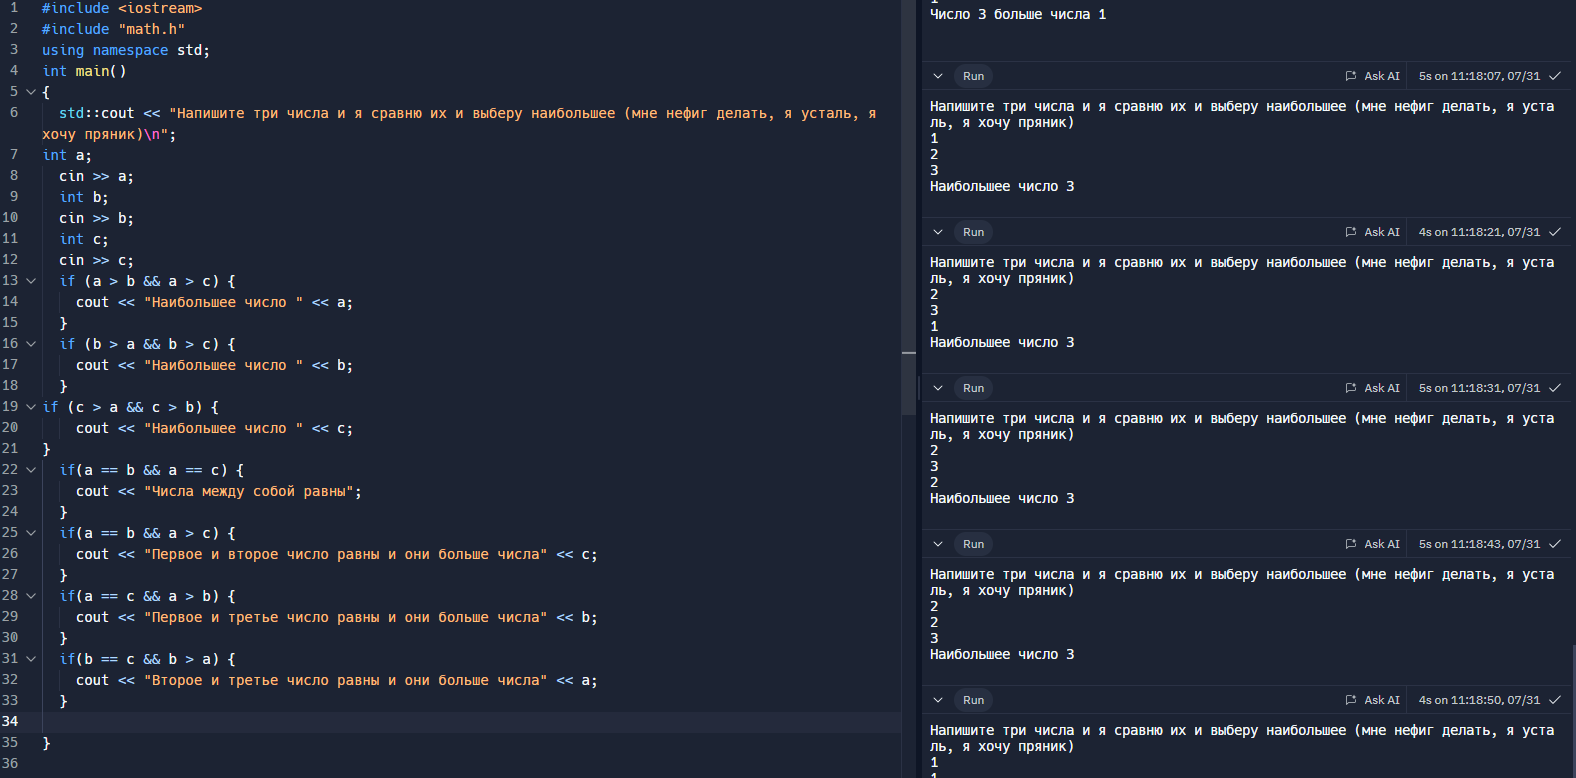 1 #include <iostream>
2 #include "math.h"
3 using namespace std;
4 int main()
5 {
6 std::cout << "Напишите три числа и я сравню их и выберу наибольшее (мне нефиг делать, я усталь, я
хочу пряник)\n";
7 int a;
8 cin >> a;
9 int b;
10 cin >> b;
11 int c;
12 cin >> c;
13 if (a > b && a > c) {
14 cout << "Наибольшее число " << a;
15 }
16 if (b > a && b > c) {
17 cout << "Наибольшее число " << b;
18 }
19 if (c > a && c > b) {
20 cout << "Наибольшее число " << c;
21 }
22 if(a == b && a == c) {
23 cout << "Числа между собой равны";
24 }
25 if(a == b && a > c) {
26 cout << "Первое и второе число равны и они больше числа" << c;
27 }
28 if(a == c && a > b) {
29 cout << "Первое и третье число равны и они больше числа" << b;
30 }
31 if(b == c && b > a) {
32 cout << "Второе и третье число равны и они больше числа" << a;
33 }
34
35 }
36
1
Число 3 больше числа 1
Run Ask AI 5s on 11:18:07, 07/31
Напишите три числа и я сравню их и выберу наибольшее (мне нефиг делать, я уста
ль, я хочу пряник)
1
2
3
Наибольшее число 3
Run Ask AI 4s on 11:18:21, 07/31
Напишите три числа и я сравню их и выберу наибольшее (мне нефиг делать, я уста
ль, я хочу пряник)
2
3
1
Наибольшее число 3
Run Ask AI 5s on 11:18:31, 07/31
Напишите три числа и я сравню их и выберу наибольшее (мне нефиг делать, я уста
ль, я хочу пряник)
2
3
2
Наибольшее число 3
Run Ask AI 5s on 11:18:43, 07/31
Напишите три числа и я сравню их и выберу наибольшее (мне нефиг делать, я уста
ль, я хочу пряник)
2
2
3
Наибольшее число 3
Run Ask AI 4s on 11:18:50, 07/31
Напишите три числа и я сравню их и выберу наибольшее (мне нефиг делать, я уста
ль, я хочу пряник)
1
1